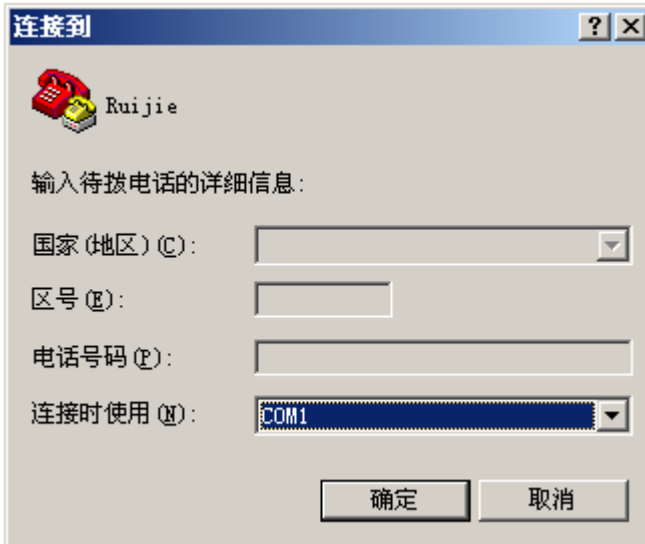 连接到
Ruijie
输入待拨电话的详细信息:
国家(地区)(C):
区号(E):
电话号码(P):
连接时使用(N): COM1
确定 取消